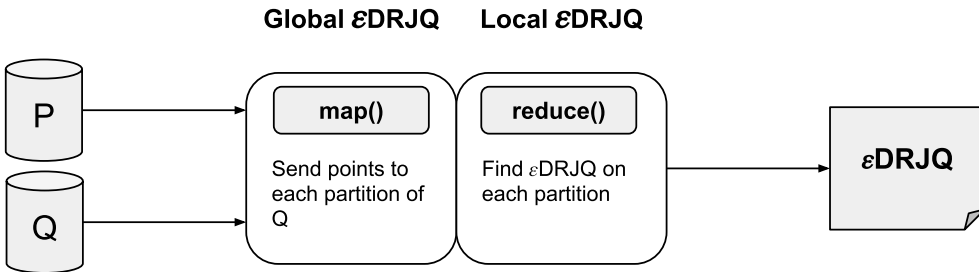 Global εDRJQ Local εDRJQ
P
map()
reduce()
Send points to
each partition of
Q
Find εDRJQ on
each partition
εDRJQ
Q